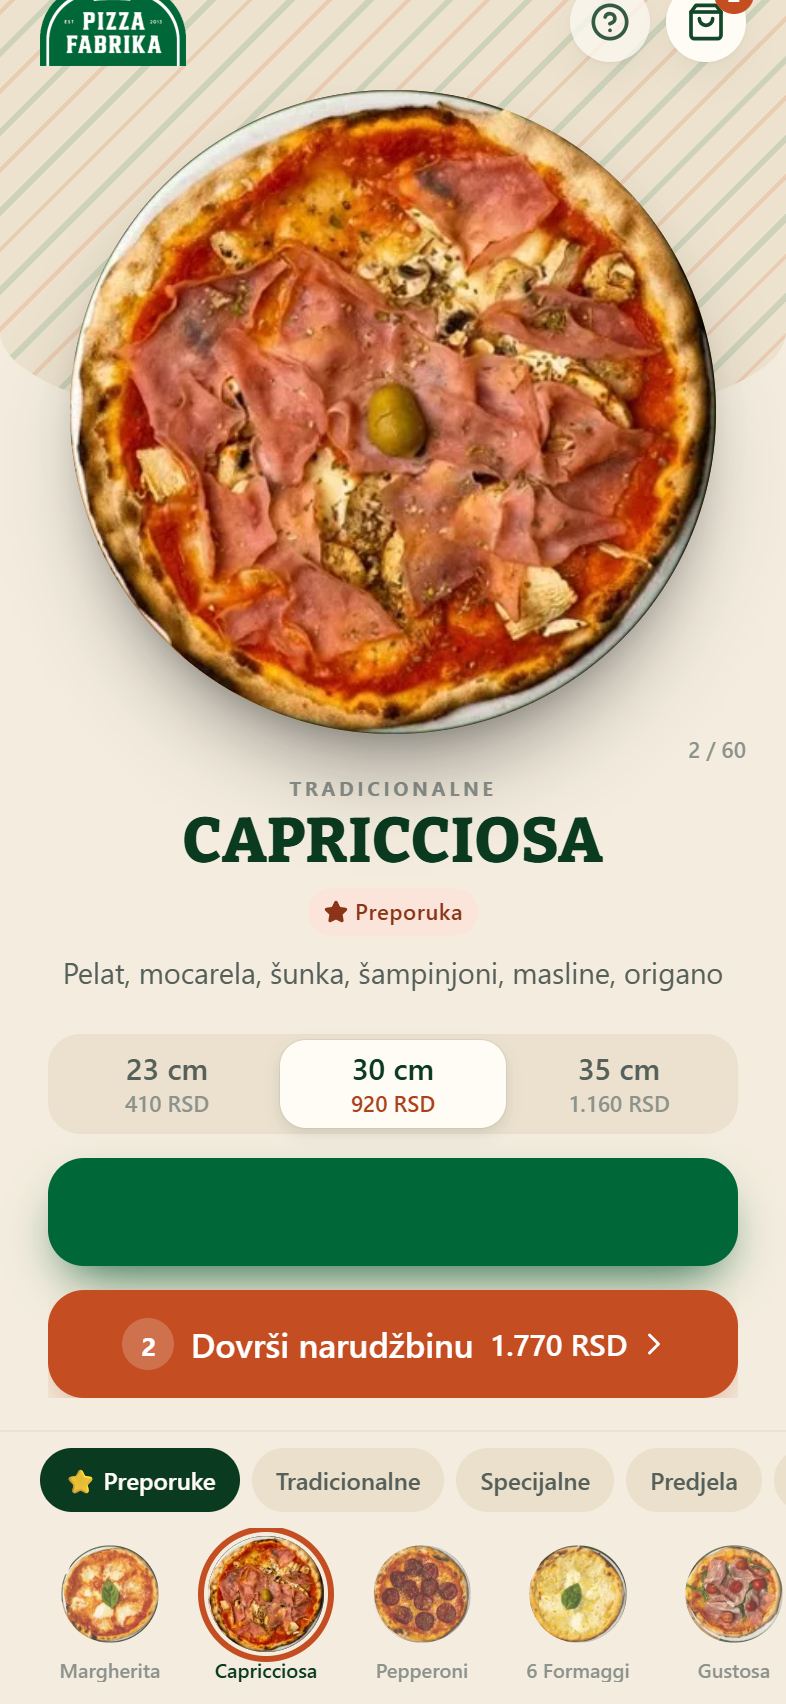 EST 2013
PIZZA
FABRIKA
2 / 60
TRADICIONALNE
CAPRICCIOSA
Preporuka
Pelat, mocarela, šunka, šampinjoni, masline, origano
23 cm 30 cm 35 cm
410 RSD 920 RSD 1.160 RSD
2 Dovrši narudžbinu 1.770 RSD
Preporuke Tradicionalne Specijalne Predjela
Margherita Capricciosa Pepperoni 6 Formaggi Gustosa